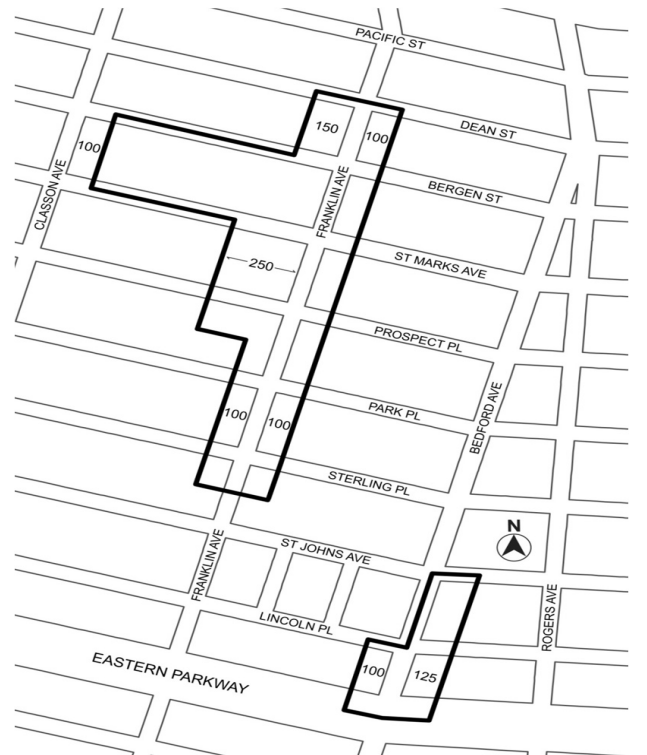 PACIFIC ST
150
100
DEAN ST
100
CLASSON AVE
FRANKLIN AVE
BERGEN ST
250
ST MARKS AVE
PROSPECT PL
BEDFORD AVE
100
100
PARK PL
STERLING PL
N
ST JOHNS AVE
FRANKLIN AVE
ROGERS AVE
LINCOLN PL
EASTERN PARKWAY
100
125